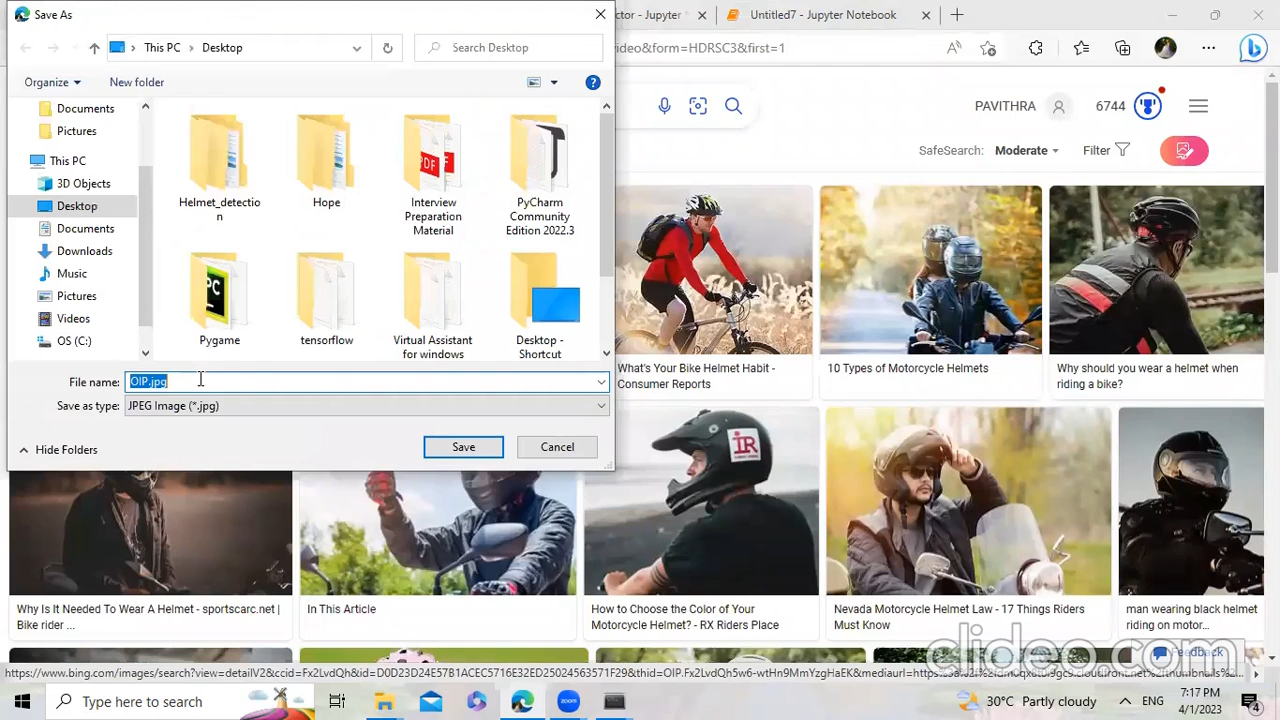 Save As
ctor - Jupyter
Untitled7 - Jupyter Notebook
This PC
Desktop
Search Desktop
video&form=HDRSC3&first=1
Organize
New folder
Documents
Pictures
This PC
3D Objects
Desktop
Documents
Downloads
Music
Pictures
Videos
OS (C:)
Helmet_detectio
n
Hope
Interview
Preparation
Material
PyCharm
Community
Edition 2022.3
Pygame
tensorflow
Virtual Assistant
for windows
Desktop -
Shortcut
File name:
OIP.jpg
Save as type:
JPEG Image (*.jpg)
Hide Folders
Save
Cancel
PAVITHRA
6744
SafeSearch:
Moderate
Filter
What's Your Bike Helmet Habit -
Consumer Reports
10 Types of Motorcycle Helmets
Why should you wear a helmet when
riding a bike?
PDF
PDF
PC
iR
Why Is It Needed To Wear A Helmet - sportscarc.net |
Bike rider ...
In This Article
How to Choose the Color of Your
Motorcycle Helmet? - RX Riders Place
Nevada Motorcycle Helmet Law - 17 Things Riders
Must Know
man wearing black helmet
riding on motor...
clideo.com
Feedback
Type here to search
zoom
30°C Partly cloudy
ENG
7:17 PM
4/1/2023
4